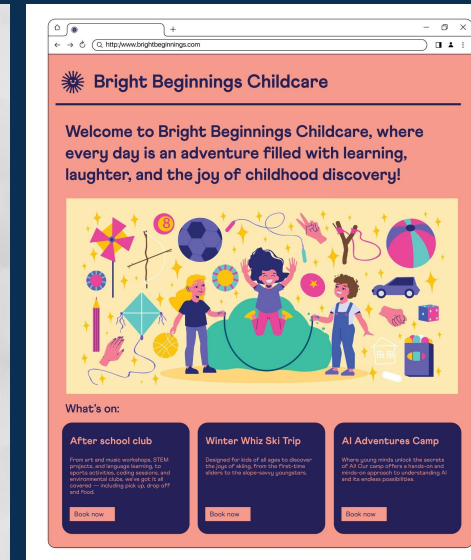 http:/www.brightbeginnings.com
Bright Beginnings Childcare
Welcome to Bright Beginnings Childcare, where
every day is an adventure filled with learning,
laughter, and the joy of childhood discovery!
8
What's on:
After school club
From art and music workshops, STEM
projects, and language learning, to
sports activities, coding sessions, and
environmental clubs, we've got it all
covered — including pick up, drop off
and food.
Book now
Winter Whiz Ski Trip
Designed for kids of all ages to discover
the joys of skiing, from the first-time
sliders to the slope-savvy youngsters.
Book now
AI Adventures Camp
Where young minds unlock the secrets
of AI! Our camp offers a hands-on and
minds-on approach to understanding AI
and its endless possibilities.
Book now